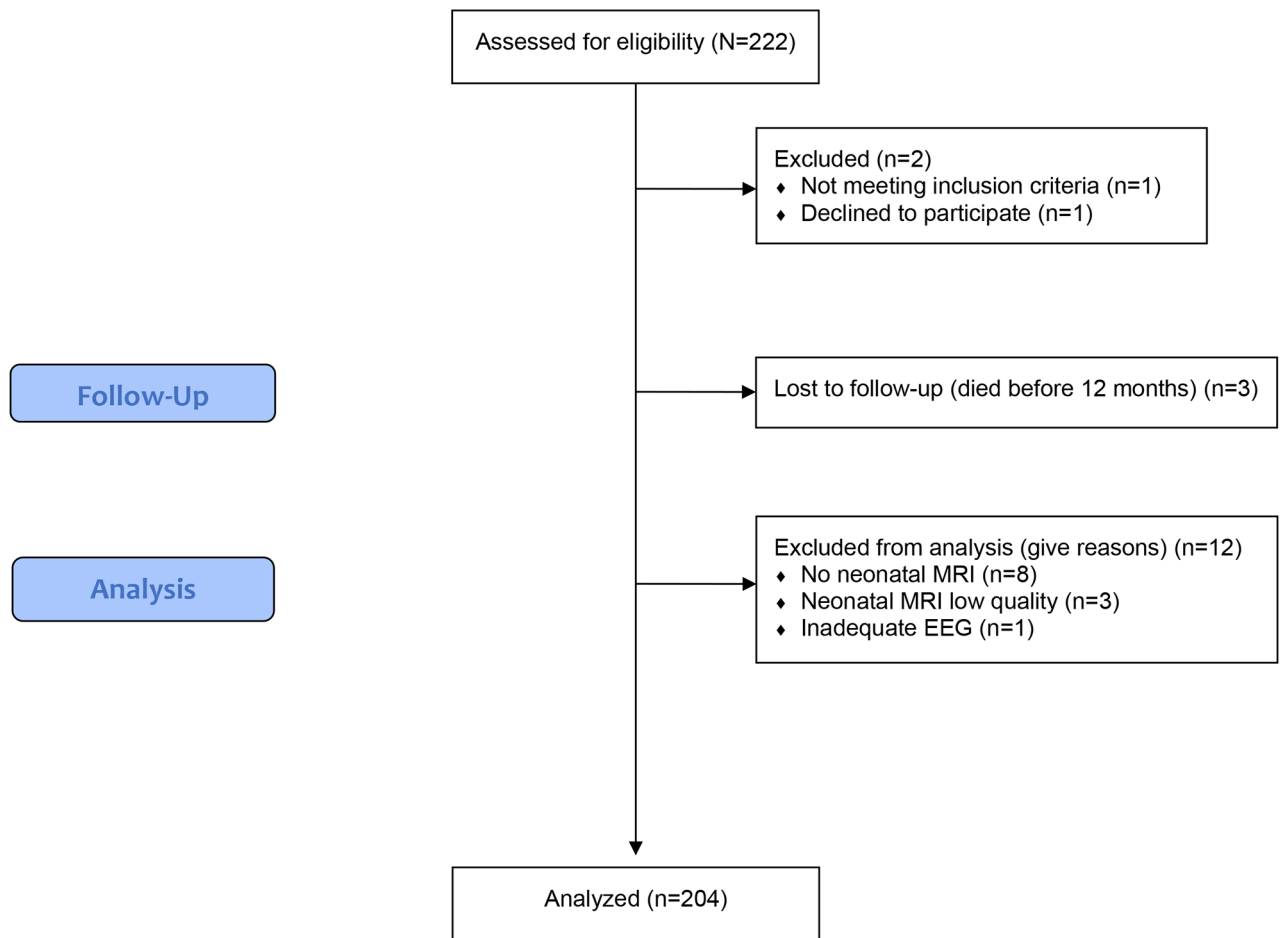 Assessed for eligibility (N=222)
Excluded (n=2)
♦ Not meeting inclusion criteria (n=1)
♦ Declined to participate (n=1)
Follow-Up
Lost to follow-up (died before 12 months) (n=3)
Analysis
Excluded from analysis (give reasons) (n=12)
♦ No neonatal MRI (n=8)
♦ Neonatal MRI low quality (n=3)
♦ Inadequate EEG (n=1)
Analyzed (n=204)